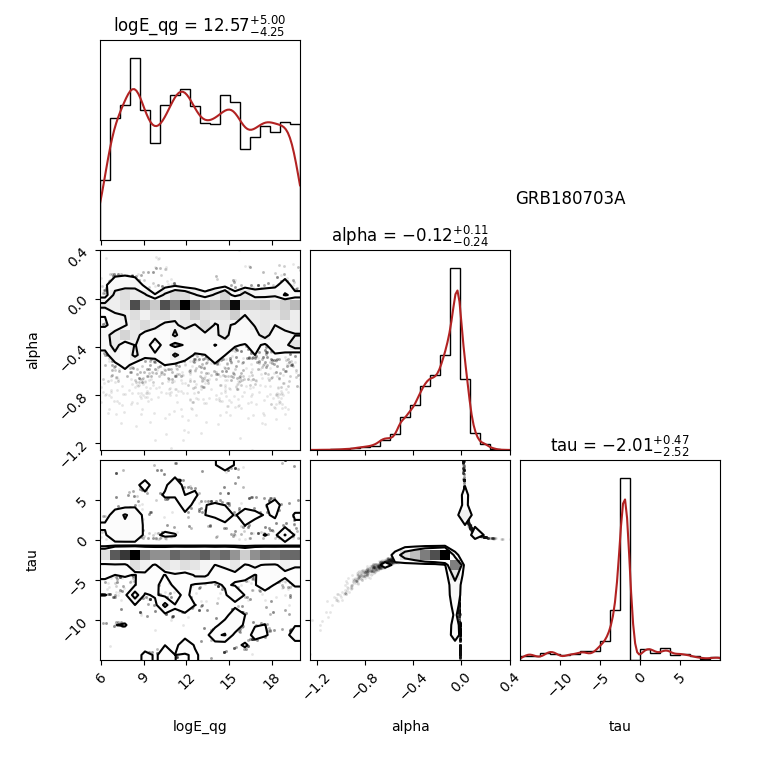 logE_qg = 12.57+5.00 −4.25
GRB180703A
alpha = −0.12+0.11 −0.24
0.4
0.0
−0.4
−0.8
−1.2
alpha
tau = −2.01+0.47 −2.52
5
0
−5
−10
tau
6 9 12 15 18
−1.2 −0.8 −0.4 0.0 0.4
−10 −5 0 5
logE_qg alpha tau